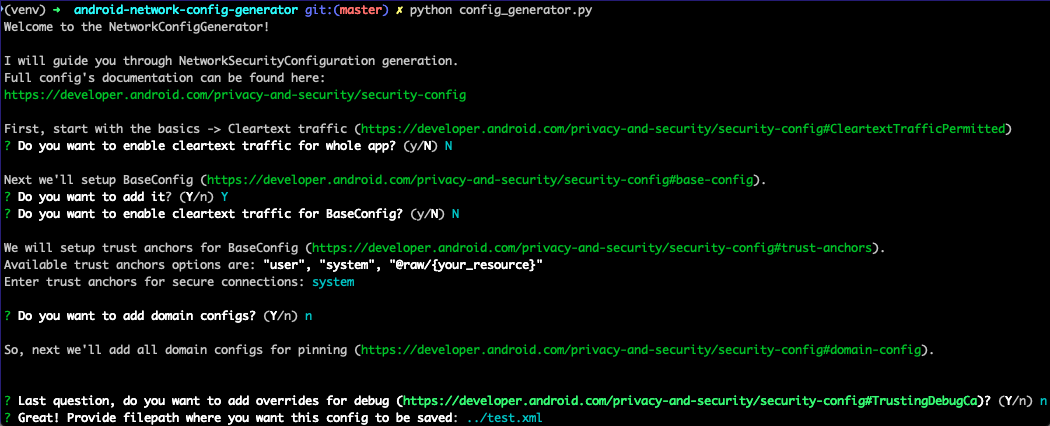 (venv) ➜  android-network-config-generator git:(master) ✗ python config_generator.py
Welcome to the NetworkConfigGenerator!
I will guide you through NetworkSecurityConfiguration generation.
Full config's documentation can be found here:
https://developer.android.com/privacy-and-security/security-config
First, start with the basics -> Cleartext traffic (https://developer.android.com/privacy-and-security/security-config#CleartextTrafficPermitted)
? Do you want to enable cleartext traffic for whole app? (y/N) N
Next we'll setup BaseConfig (https://developer.android.com/privacy-and-security/security-config#base-config).
? Do you want to add it? (Y/n) Y
? Do you want to enable cleartext traffic for BaseConfig? (y/N) N
We will setup trust anchors for BaseConfig (https://developer.android.com/privacy-and-security/security-config#trust-anchors).
Available trust anchors options are: "user", "system", "@raw/{your_resource}"
Enter trust anchors for secure connections: system
? Do you want to add domain configs? (Y/n) n
So, next we'll add all domain configs for pinning (https://developer.android.com/privacy-and-security/security-config#domain-config).
? Last question, do you want to add overrides for debug (https://developer.android.com/privacy-and-security/security-config#TrustingDebugCa)? (Y/n) n
? Great! Provide filepath where you want this config to be saved: ../test.xml